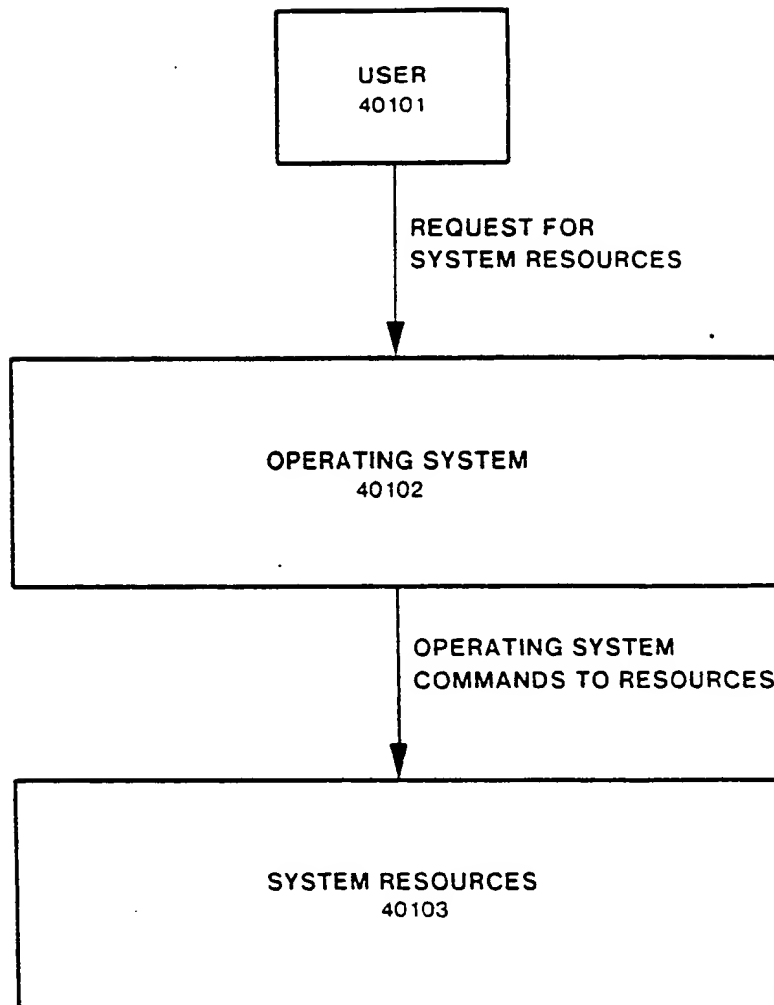 USER
40101
REQUEST FOR
SYSTEM RESOURCES
OPERATING SYSTEM
40102
OPERATING SYSTEM
COMMANDS TO RESOURCES
SYSTEM RESOURCES
40103